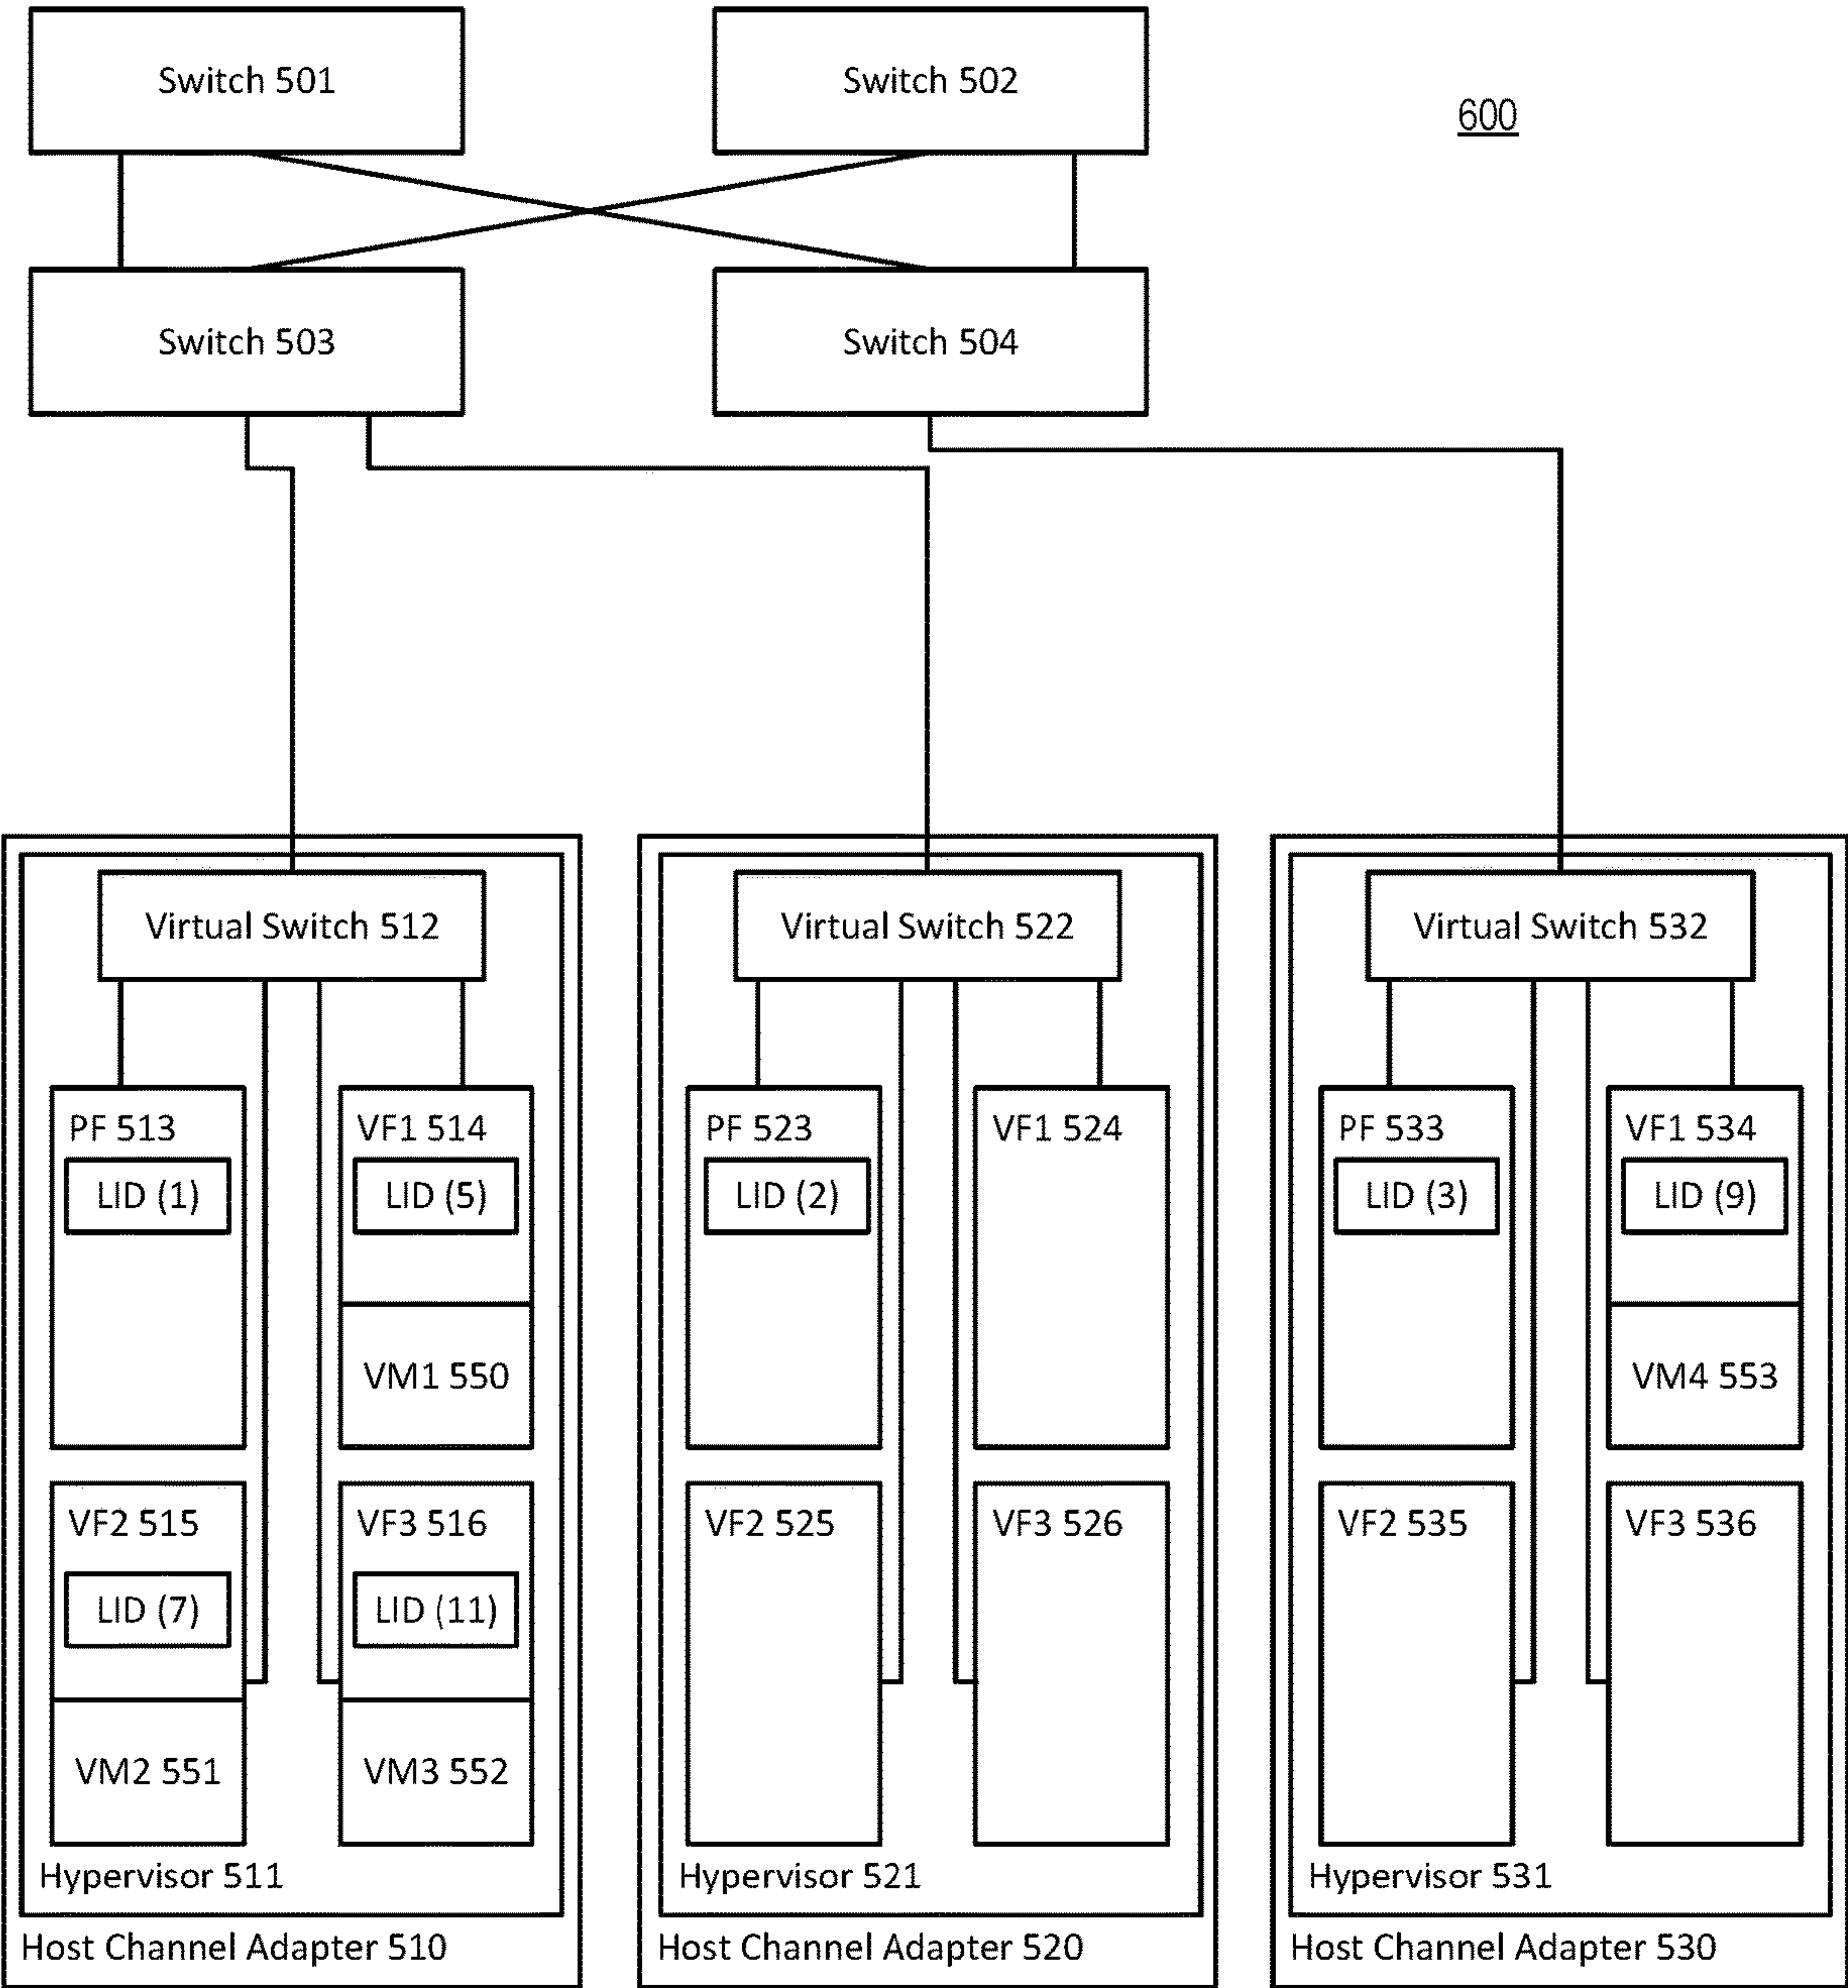 Switch 501
Switch 502
600
Switch 503
Switch 504
Virtual Switch 512
Virtual Switch 522
Virtual Switch 532
PF 513
LID (1)
VF1 514
LID (5)
VM1 550
VF2 515
LID (7)
VM2 551
VF3 516
LID (11)
VM3 552
Hypervisor 511
Host Channel Adapter 510
PF 523
LID (2)
VF1 524
VF2 525
VF3 526
Hypervisor 521
Host Channel Adapter 520
PF 533
LID (3)
VF1 534
LID (9)
VM4 553
VF2 535
VF3 536
Hypervisor 531
Host Channel Adapter 530